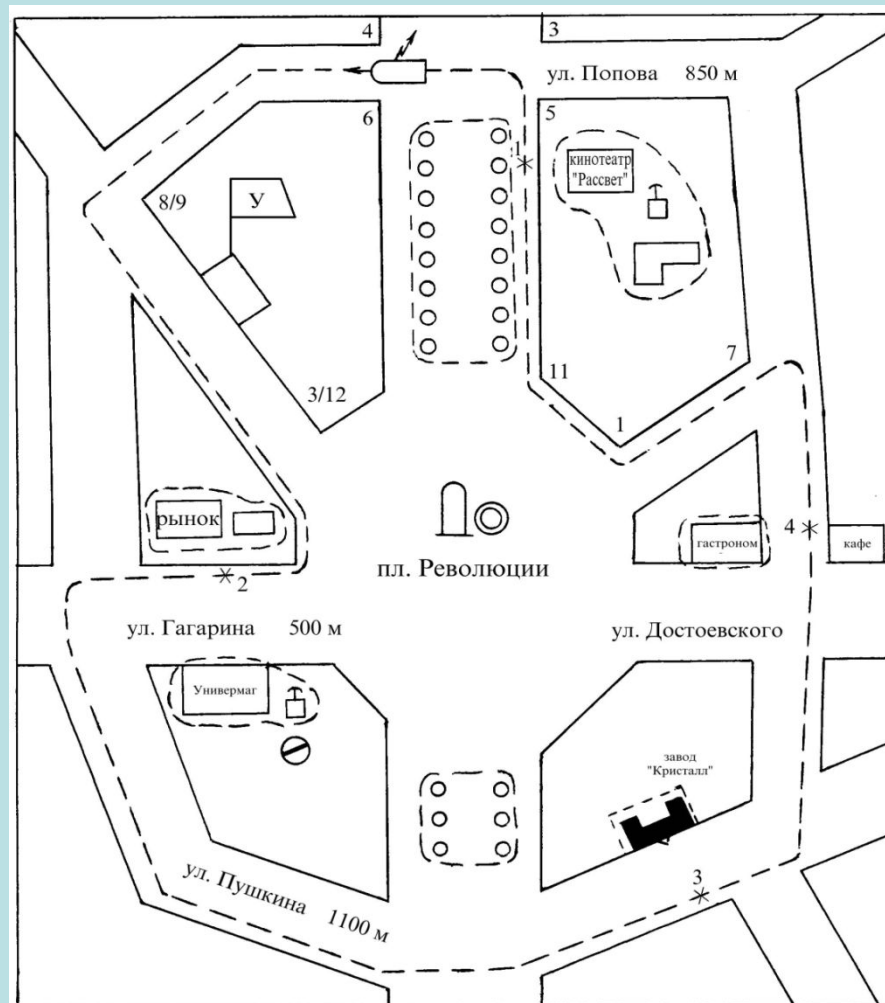 4
3
ул. Попова 850 м
6
5
1
кинотеатр
"Рассвет"
8/9
У
7
11
3/12
1
рынок
4
гастроном
кафе
пл. Революции
2
ул. Гагарина 500 м
ул. Достоевского
Универмаг
завод
"Кристалл"
3
ул. Пушкина 1100 м